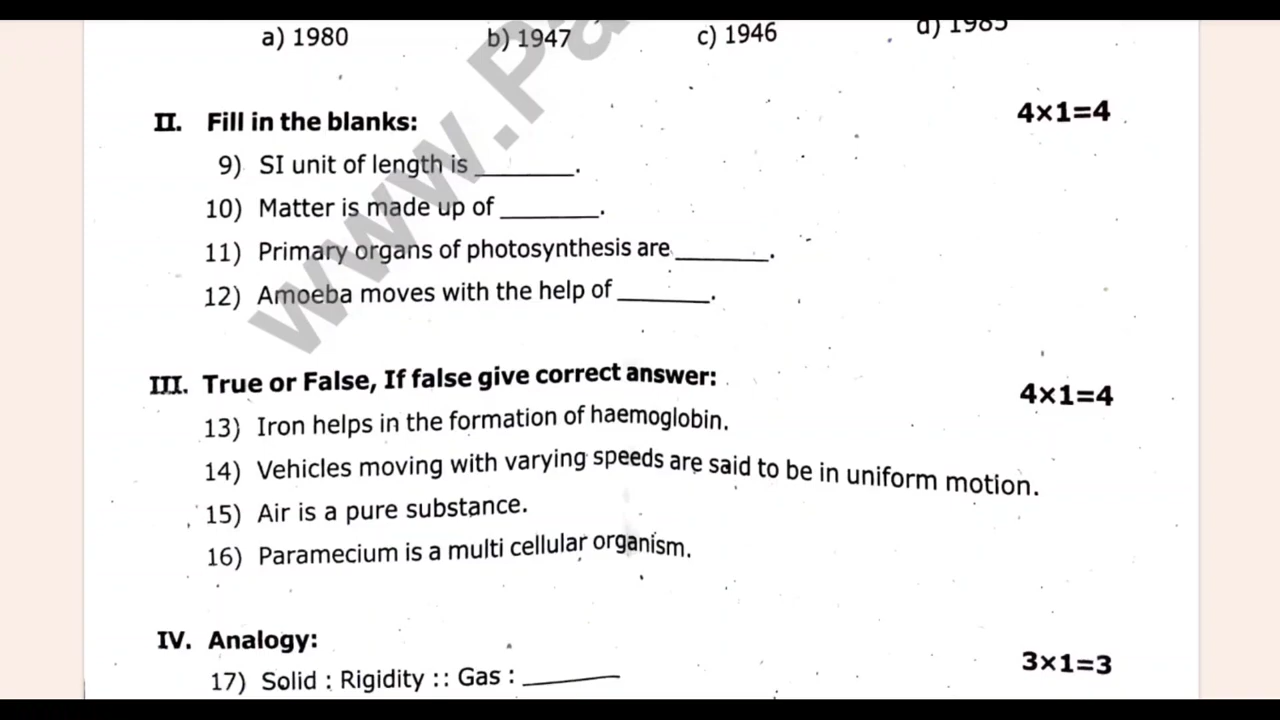 a) 1980 b) 1947 c) 1946 d) 1985
II. Fill in the blanks: 4×1=4
9) SI unit of length is ________.
10) Matter is made up of ________.
11) Primary organs of photosynthesis are ________.
12) Amoeba moves with the help of ________.
III. True or False, If false give correct answer: 4×1=4
13) Iron helps in the formation of haemoglobin.
14) Vehicles moving with varying speeds are said to be in uniform motion.
15) Air is a pure substance.
16) Paramecium is a multi cellular organism.
IV. Analogy: 3×1=3
17) Solid : Rigidity :: Gas : ________
www.Pa